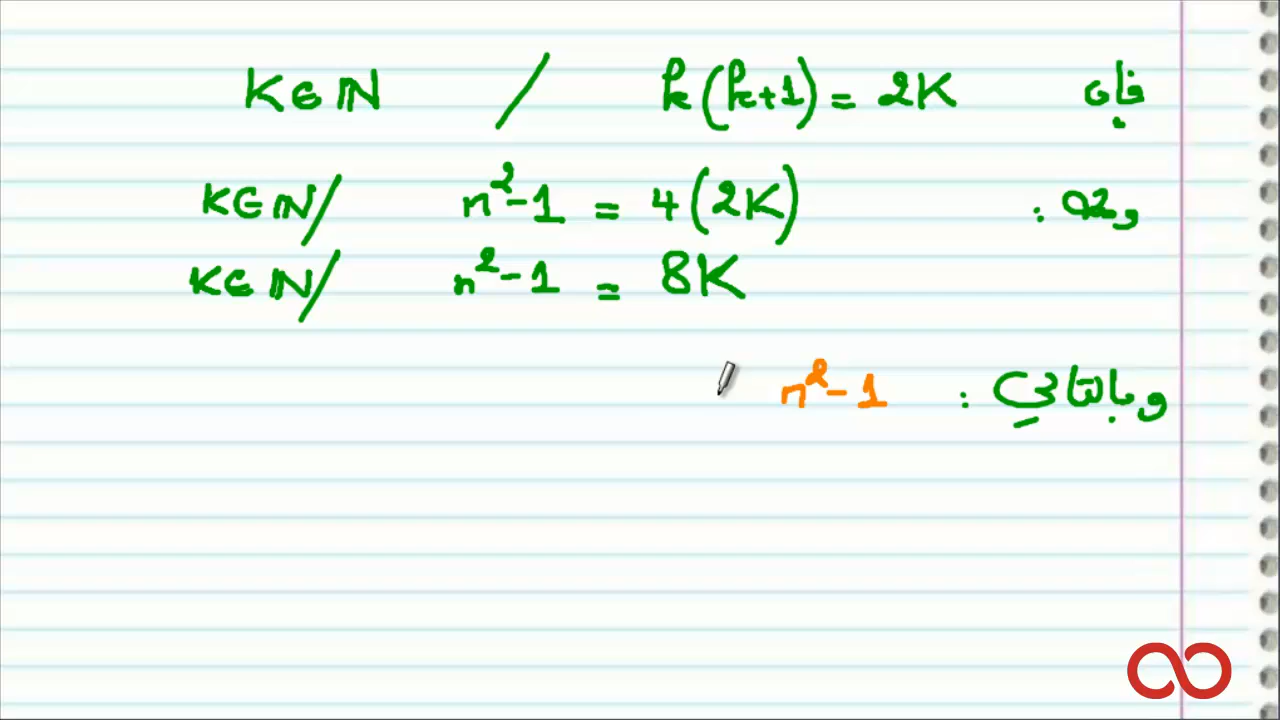 فإن k(k+1) = 2K / K∈ℕ
ومنه : n²-1 = 4(2K) / K∈ℕ
n²-1 = 8K / K∈ℕ
وبالتالي : n²-1